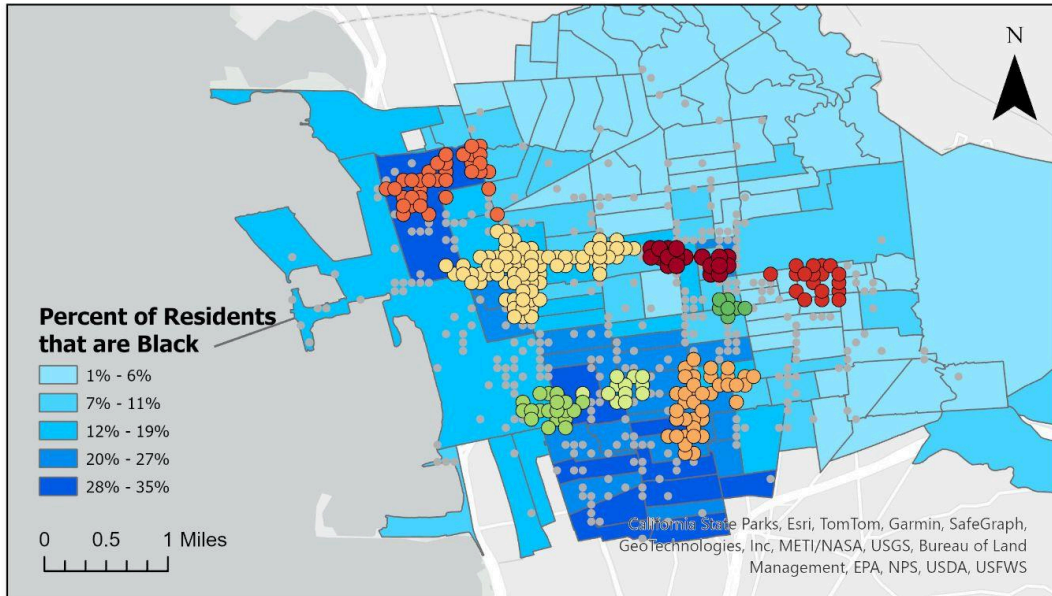 N
Percent of Residents
that are Black
1% - 6%
7% - 11%
12% - 19%
20% - 27%
28% - 35%
0 0.5 1 Miles
California State Parks, Esri, TomTom, Garmin, SafeGraph,
GeoTechnologies, Inc, METI/NASA, USGS, Bureau of Land
Management, EPA, NPS, USDA, USFWS